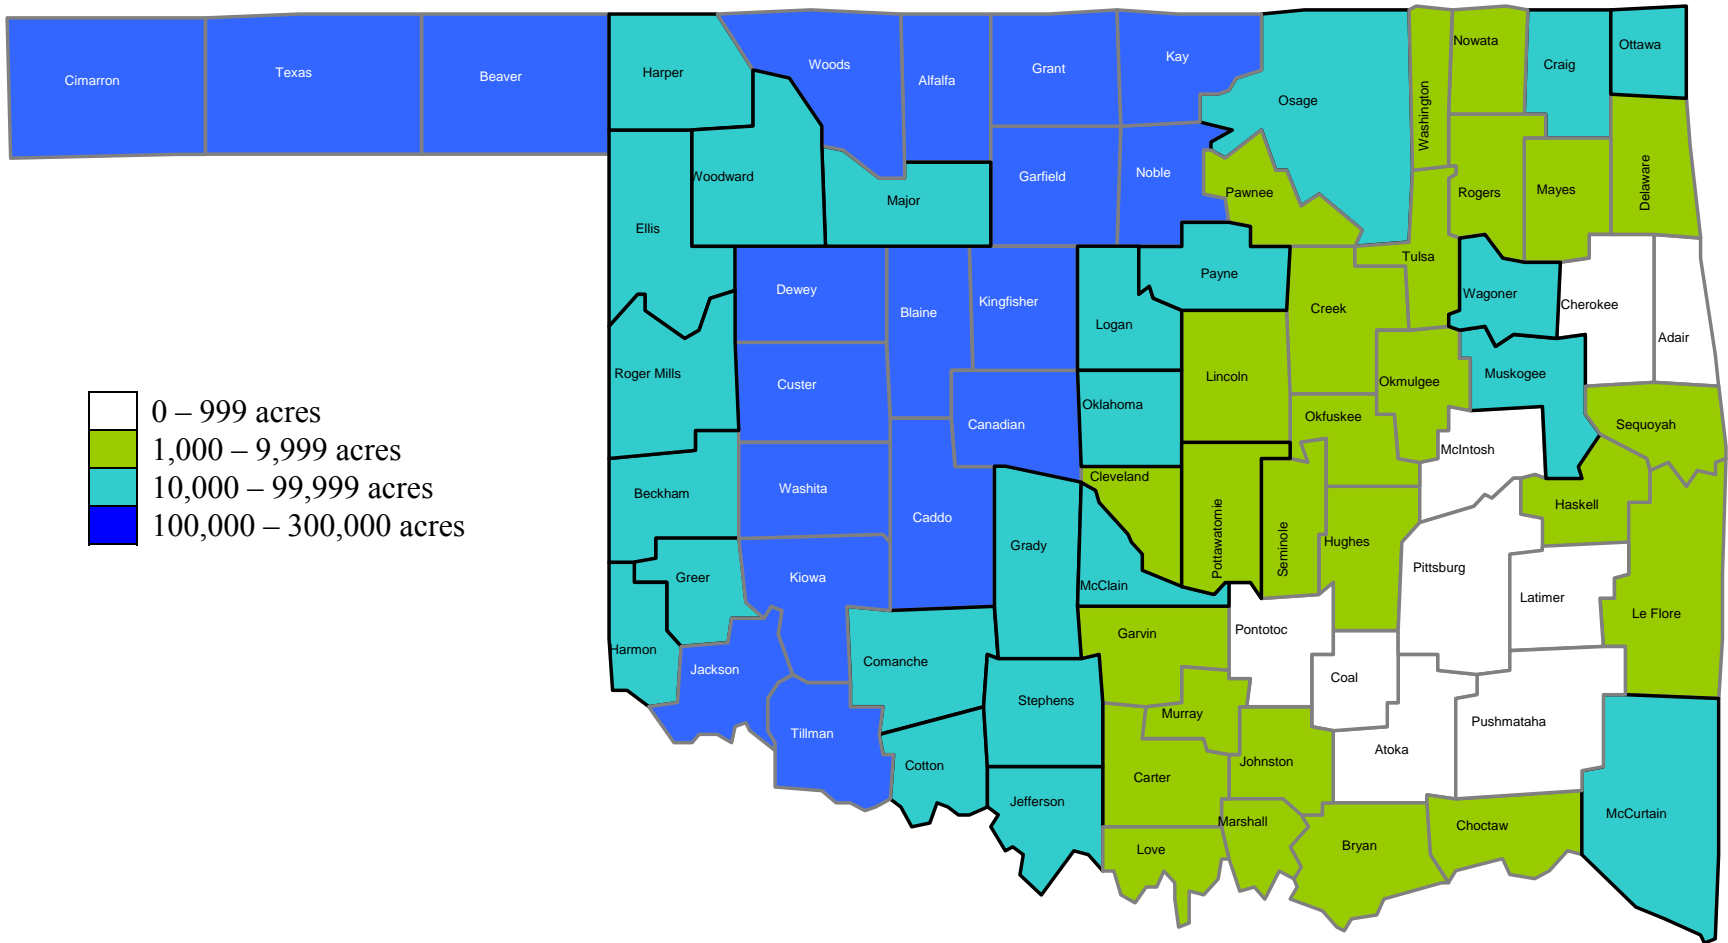 Cimarron
Texas
Beaver
Harper
Woods
Alfalfa
Grant
Kay
Osage
Washington
Nowata
Craig
Ottawa
Woodward
Ellis
Major
Garfield
Noble
Pawnee
Rogers
Mayes
Delaware
Dewey
Blaine
Kingfisher
Logan
Payne
Creek
Tulsa
Wagoner
Cherokee
Adair
Roger Mills
Custer
Canadian
Oklahoma
Lincoln
Okfuskee
Okmulgee
Muskogee
Sequoyah
McIntosh
0 – 999 acres
1,000 – 9,999 acres
10,000 – 99,999 acres
100,000 – 300,000 acres
Beckham
Washita
Caddo
Grady
Cleveland
Pottawatomie
Seminole
Hughes
Haskell
Pittsburg
Latimer
Le Flore
Greer
Kiowa
McClain
Harmon
Jackson
Comanche
Garvin
Pontotoc
Coal
Tillman
Stephens
Murray
Atoka
Pushmataha
Cotton
Jefferson
Carter
Johnston
Love
Marshall
Bryan
Choctaw
McCurtain